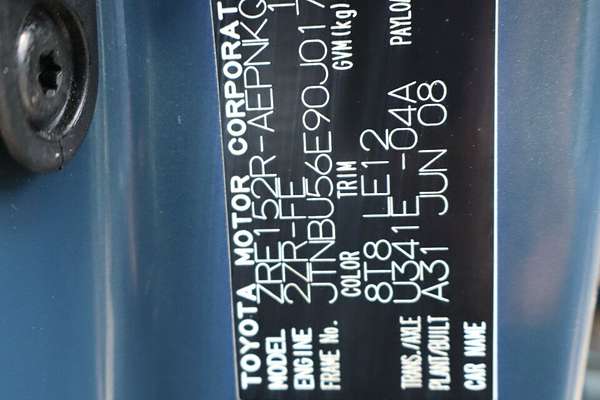 TOYOTA MOTOR CORPORAT
MODEL ZRE152R-AEPNKG
ENGINE 2ZR-FE
FRAME No. JTNBU56E90J017
COLOR TRIM GVM(kg)
8T8 LE12
TRANS./AXLE U341E -04A PAYLO
PLANT/BUILT A31 JUN 08
CAR NAME